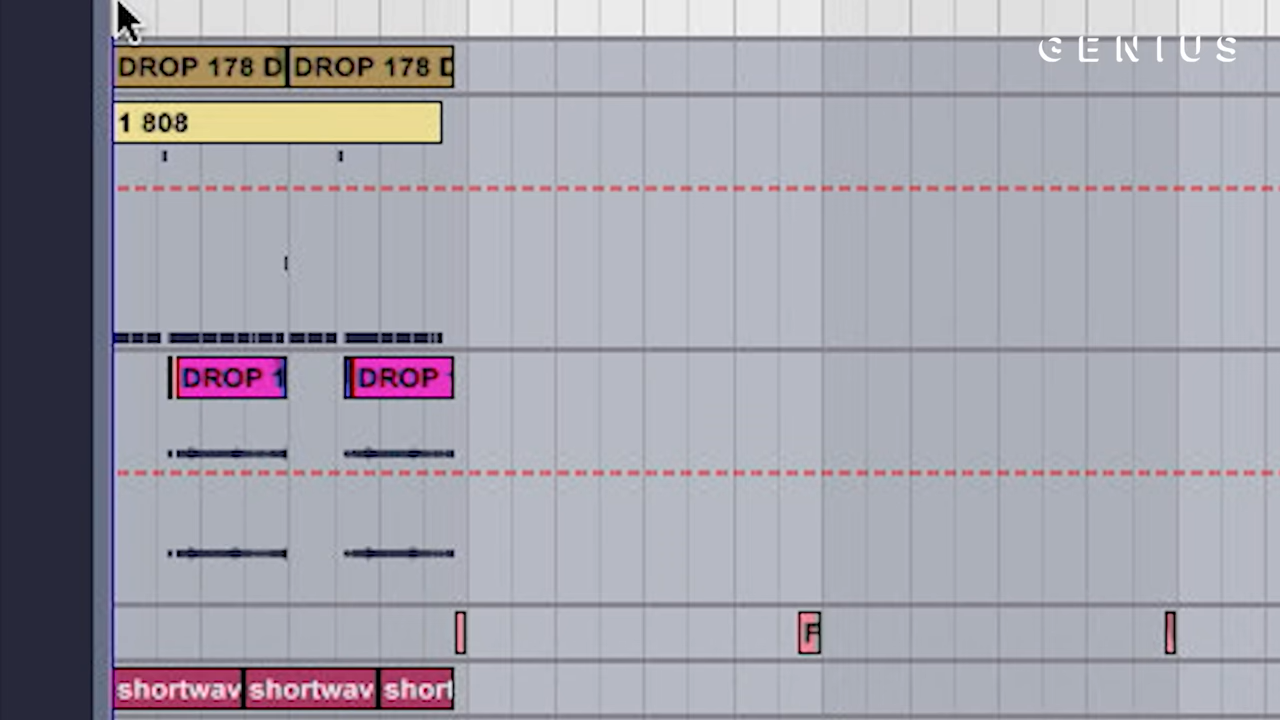 GENIUS
DROP 178 D DROP 178 D
1 808
DROP 1 DROP
F
shortwav shortwav short